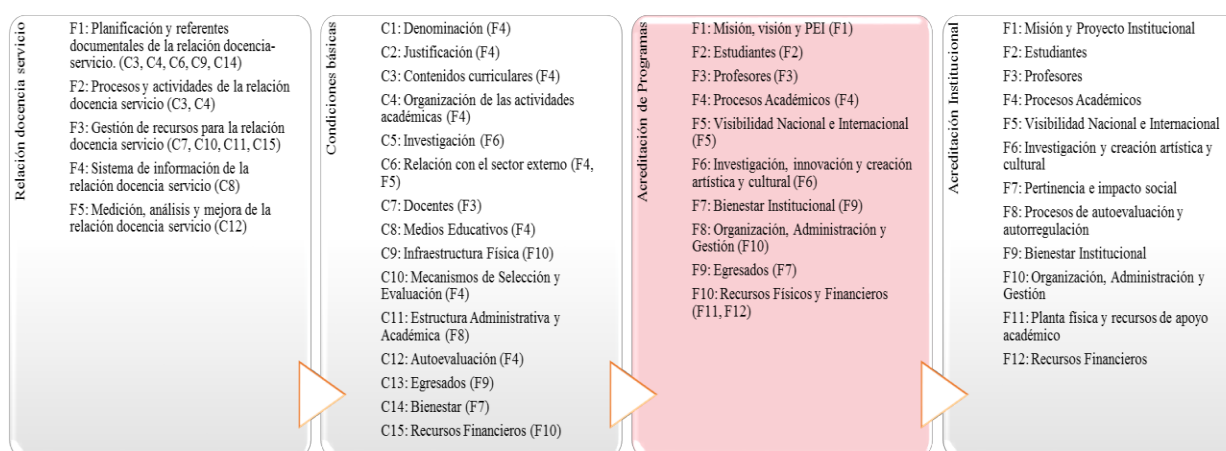 Relación docencia servicio
F1: Planificación y referentes
documentales de la relación docencia-
servicio. (C3, C4, C6, C9, C14)
F2: Procesos y actividades de la relación
docencia servicio (C3, C4)
F3: Gestión de recursos para la relación
docencia servicio (C7, C10, C11, C15)
F4: Sistema de información de la
relación docencia servicio (C8)
F5: Medición, análisis y mejora de la
relación docencia servicio (C12)
Condiciones básicas
C1: Denominación (F4)
C2: Justificación (F4)
C3: Contenidos curriculares (F4)
C4: Organización de las actividades
académicas (F4)
C5: Investigación (F6)
C6: Relación con el sector externo (F4,
F5)
C7: Docentes (F3)
C8: Medios Educativos (F4)
C9: Infraestructura Física (F10)
C10: Mecanismos de Selección y
Evaluación (F4)
C11: Estructura Administrativa y
Académica (F8)
C12: Autoevaluación (F4)
C13: Egresados (F9)
C14: Bienestar (F7)
C15: Recursos Financieros (F10)
Acreditación de Programas
F1: Misión, visión y PEI (F1)
F2: Estudiantes (F2)
F3: Profesores (F3)
F4: Procesos Académicos (F4)
F5: Visibilidad Nacional e Internacional
(F5)
F6: Investigación, innovación y creación
artística y cultural (F6)
F7: Bienestar Institucional (F9)
F8: Organización, Administración y
Gestión (F10)
F9: Egresados (F7)
F10: Recursos Físicos y Financieros
(F11, F12)
Acreditación Institucional
F1: Misión y Proyecto Institucional
F2: Estudiantes
F3: Profesores
F4: Procesos Académicos
F5: Visibilidad Nacional e Internacional
F6: Investigación y creación artística y
cultural
F7: Pertinencia e impacto social
F8: Procesos de autoevaluación y
autorregulación
F9: Bienestar Institucional
F10: Organización, Administración y
Gestión
F11: Planta física y recursos de apoyo
académico
F12: Recursos Financieros